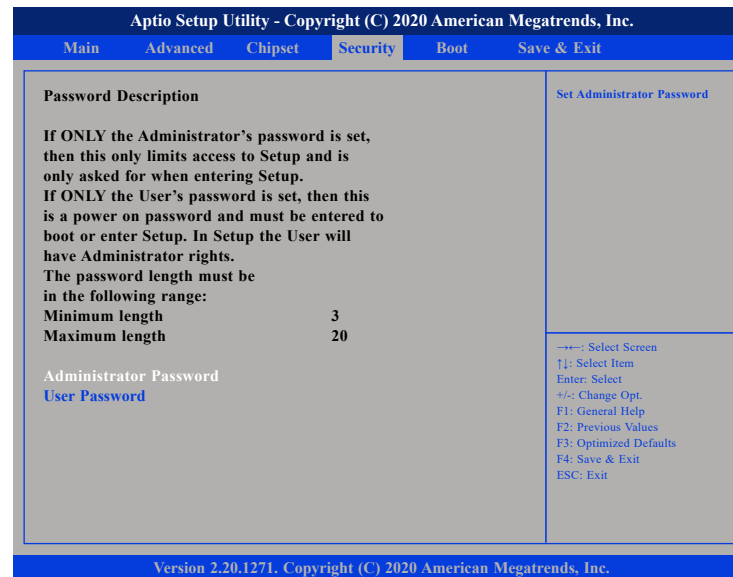 Aptio Setup Utility - Copyright (C) 2020 American Megatrends, Inc.
Main Advanced Chipset Security Boot Save & Exit
Password Description
If ONLY the Administrator’s password is set,
then this only limits access to Setup and is
only asked for when entering Setup.
If ONLY the User’s password is set, then this
is a power on password and must be entered to
boot or enter Setup. In Setup the User will
have Administrator rights.
The password length must be
in the following range:
Minimum length 3
Maximum length 20
Administrator Password
User Password
Set Administrator Password
→←: Select Screen
↑↓: Select Item
Enter: Select
+/-: Change Opt.
F1: General Help
F2: Previous Values
F3: Optimized Defaults
F4: Save & Exit
ESC: Exit
Version 2.20.1271. Copyright (C) 2020 American Megatrends, Inc.